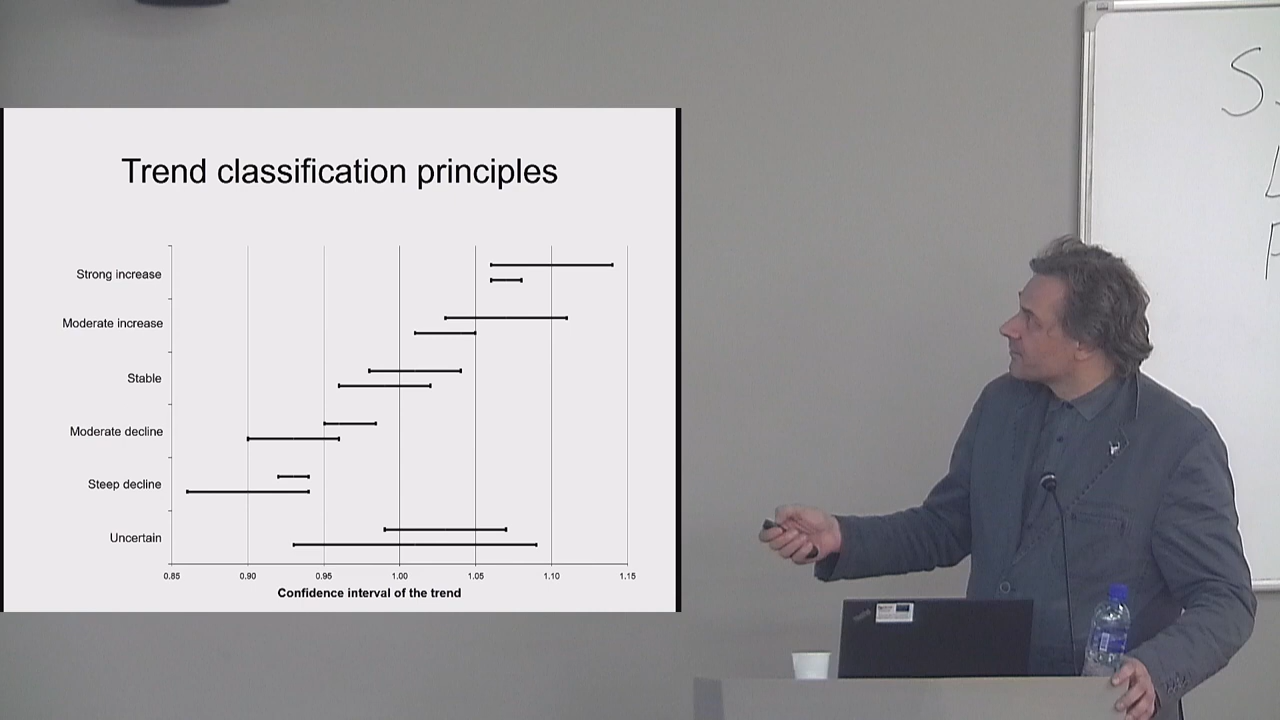 Trend classification principles
Strong increase
Moderate increase
Stable
Moderate decline
Steep decline
Uncertain
0.85 0.90 0.95 1.00 1.05 1.10 1.15
Confidence interval of the trend
S